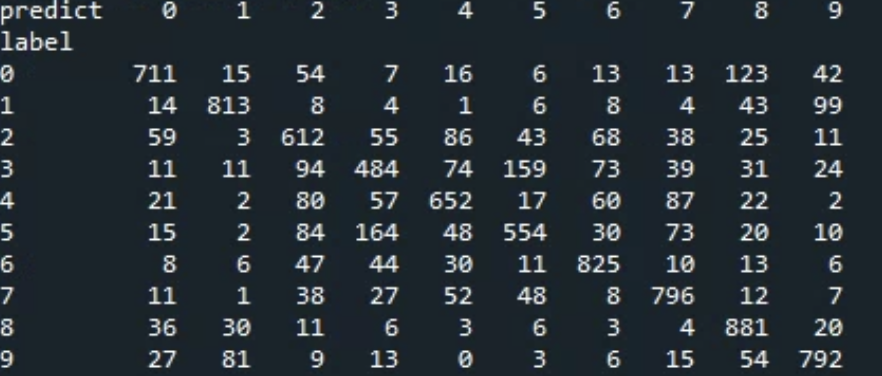 predict 0 1 2 3 4 5 6 7 8 9
label
0 711 15 54 7 16 6 13 13 123 42
1 14 813 8 4 1 6 8 4 43 99
2 59 3 612 55 86 43 68 38 25 11
3 11 11 94 484 74 159 73 39 31 24
4 21 2 80 57 652 17 60 87 22 2
5 15 2 84 164 48 554 30 73 20 10
6 8 6 47 44 30 11 825 10 13 6
7 11 1 38 27 52 48 8 796 12 7
8 36 30 11 6 3 6 3 4 881 20
9 27 81 9 13 0 3 6 15 54 792